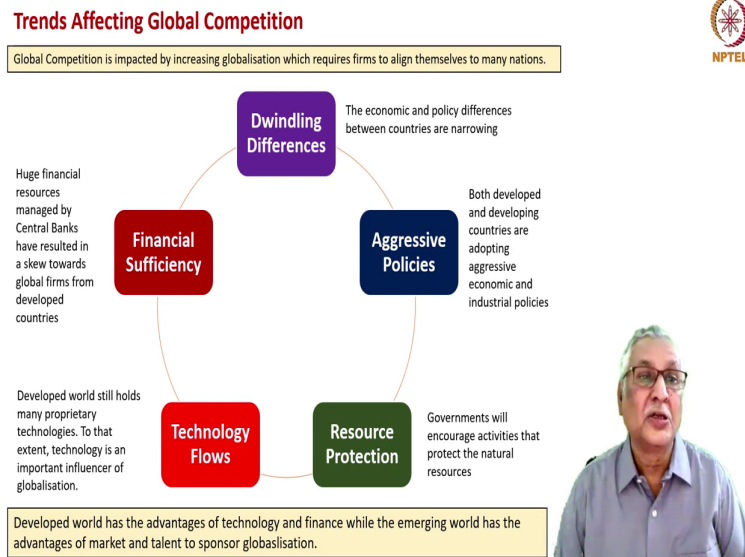 Trends Affecting Global Competition
NPTEL
Global Competition is impacted by increasing globalisation which requires firms to align themselves to many nations.
Dwindling
Differences
The economic and policy differences
between countries are narrowing
Huge financial
resources
managed by
Central Banks
have resulted in
a skew towards
global firms from
developed
countries
Financial
Sufficiency
Aggressive
Policies
Both developed
and developing
countries are
adopting
aggressive
economic and
industrial policies
Developed world still holds
many proprietary
technologies. To that
extent, technology is an
important influencer of
globalisation.
Technology
Flows
Resource
Protection
Governments will
encourage activities that
protect the natural
resources
Developed world has the advantages of technology and finance while the emerging world has the
advantages of market and talent to sponsor globaslisation.